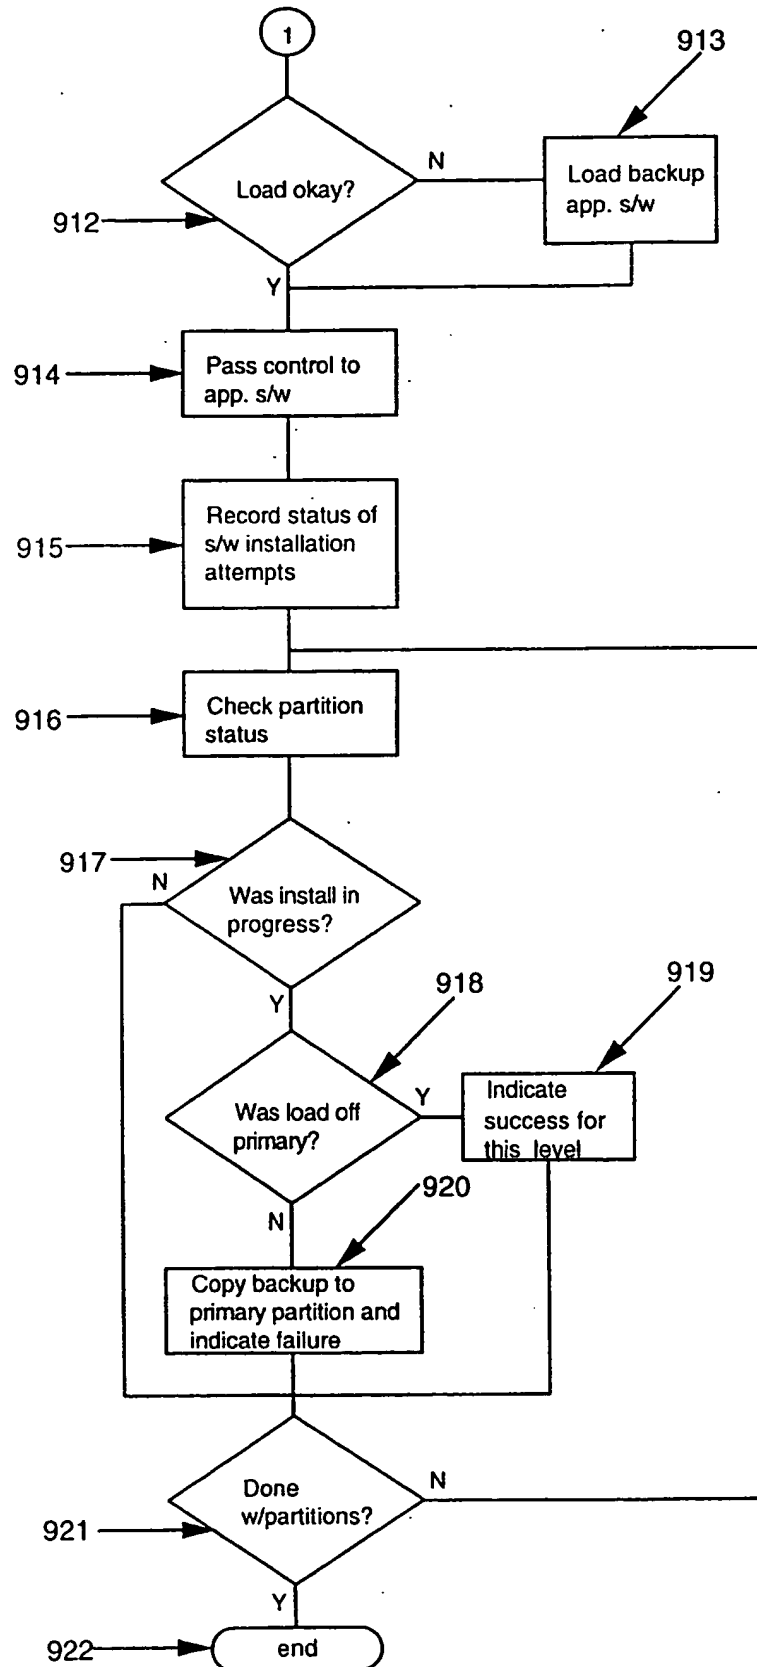 1
913
N
Load okay?
Load backup
app. s/w
912
Y
914
Pass control to
app. s/w
915
Record status of
s/w installation
attempts
916
Check partition
status
917
N
Was install in
progress?
Y
918
919
Was load off
primary?
Y
Indicate
success for
this level
N
920
Copy backup to
primary partition and
indicate failure
Done
w/partitions?
N
921
Y
922
end